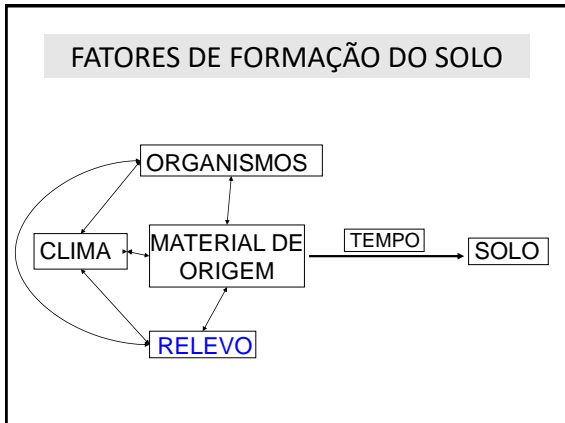 FATORES DE FORMAÇÃO DO SOLO
ORGANISMOS
CLIMA
MATERIAL DE
ORIGEM
TEMPO
SOLO
RELEVO